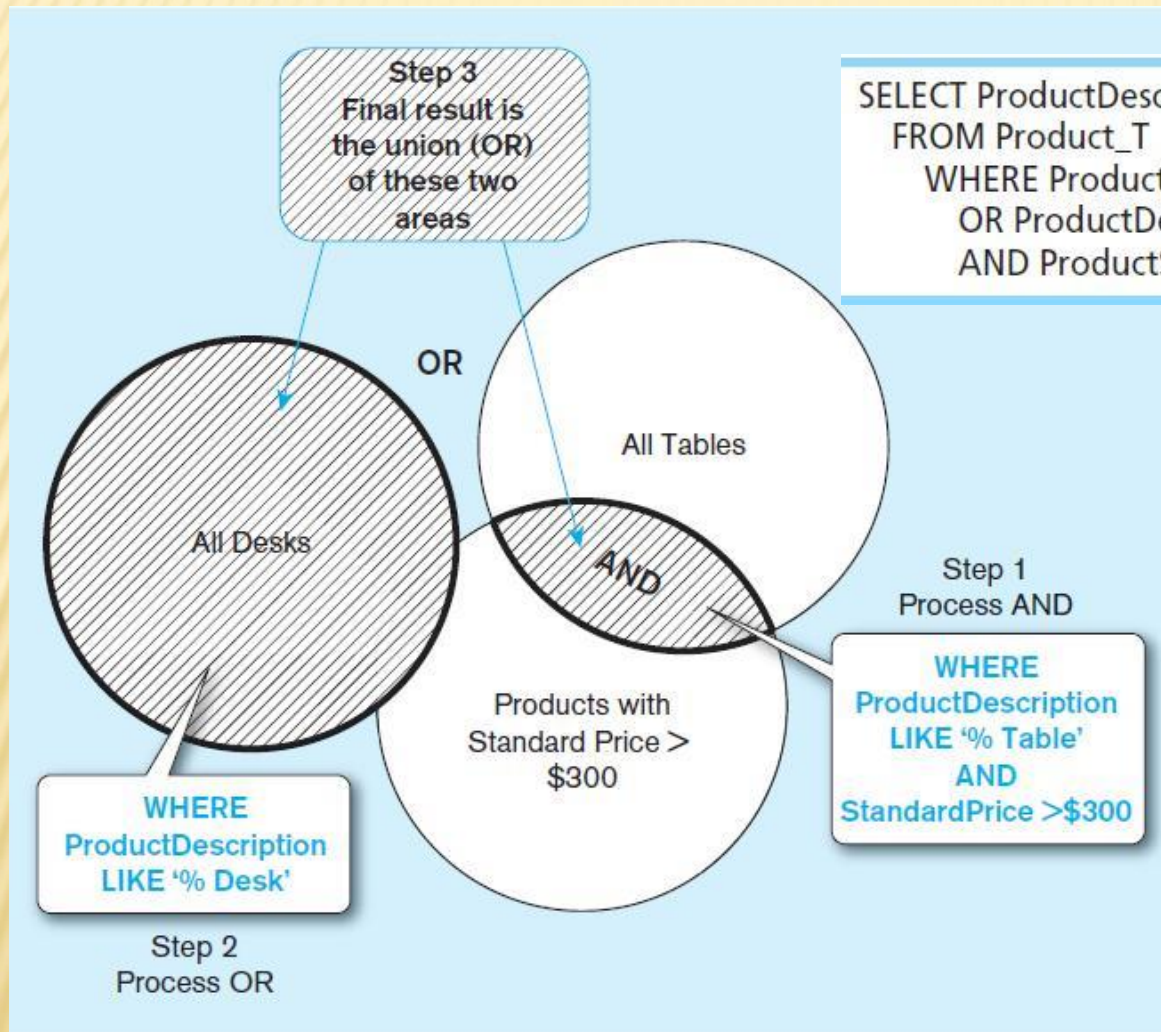 Step 3
Final result is
the union (OR)
of these two
areas
SELECT ProductDesc
FROM Product_T
WHERE Product
OR ProductDe
AND Product
OR
All Tables
All Desks
AND
Step 1
Process AND
WHERE
ProductDescription
LIKE ‘% Table’
AND
StandardPrice >$300
Products with
Standard Price >
$300
WHERE
ProductDescription
LIKE ‘% Desk’
Step 2
Process OR